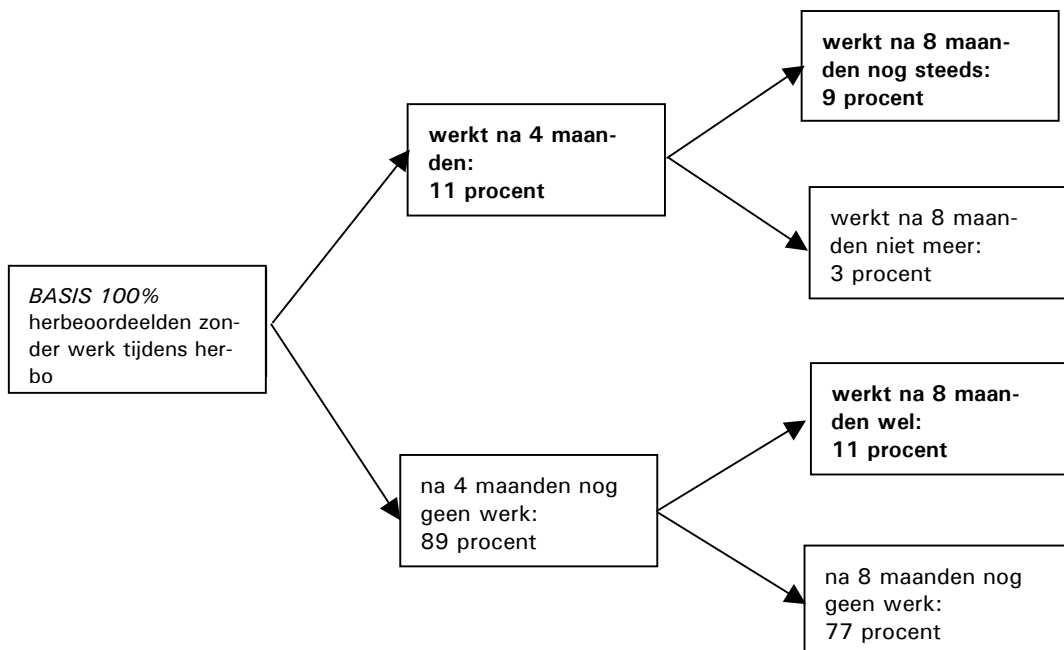 BASIS 100%
herbeoordeelden zon-
der werk tijdens her-
bo
werkt na 4 maan-
den:
11 procent
na 4 maanden nog
geen werk:
89 procent
werkt na 8 maan-
den nog steeds:
9 procent
werkt na 8 maan-
den niet meer:
3 procent
werkt na 8 maan-
den wel:
11 procent
na 8 maanden nog
geen werk:
77 procent